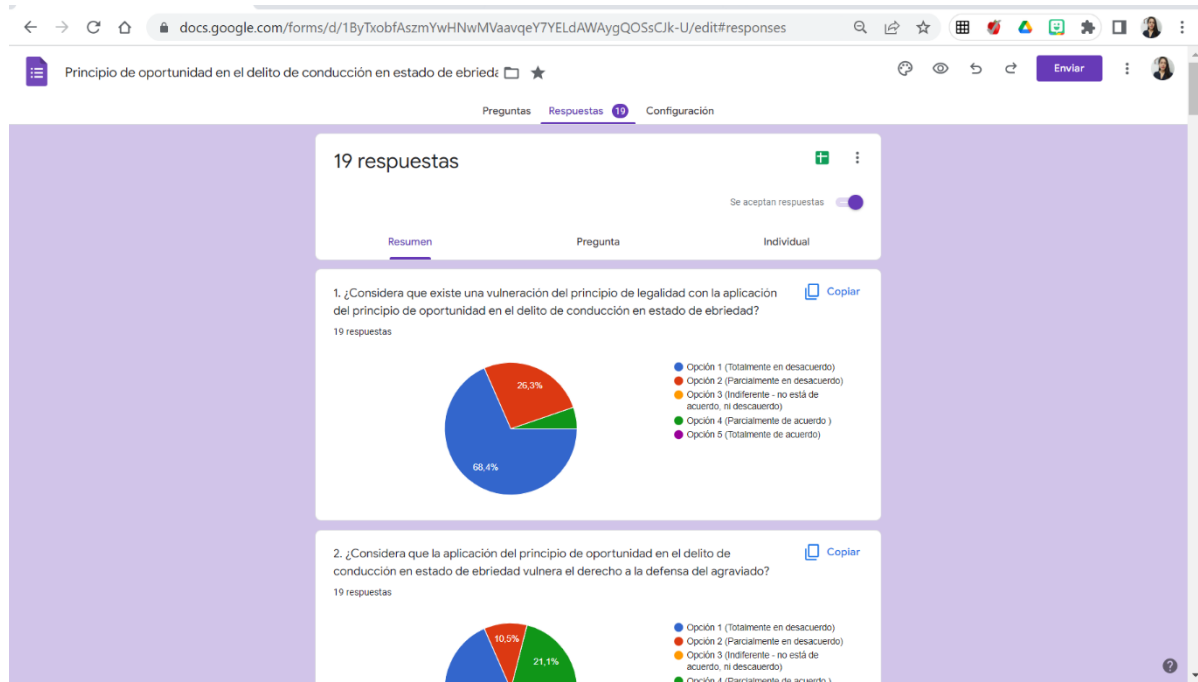 docs.google.com/forms/d/1ByTxobfAszmYwHNwMVaavqeY7YELdAWAygQOSsCJk-U/edit#responses
Principio de oportunidad en el delito de conducción en estado de ebrieda
Enviar
Preguntas Respuestas 19 Configuración
19 respuestas
Se aceptan respuestas
Resumen Pregunta Individual
1. ¿Considera que existe una vulneración del principio de legalidad con la aplicación
del principio de oportunidad en el delito de conducción en estado de ebriedad?
Copiar
19 respuestas
26,3%
68,4%
Opción 1 (Totalmente en desacuerdo)
Opción 2 (Parcialmente en desacuerdo)
Opción 3 (Indiferente - no está de
acuerdo, ni descauerdo)
Opción 4 (Parcialmente de acuerdo )
Opción 5 (Totalmente de acuerdo)
2. ¿Considera que la aplicación del principio de oportunidad en el delito de
conducción en estado de ebriedad vulnera el derecho a la defensa del agraviado?
Copiar
19 respuestas
10,5%
21,1%
Opción 1 (Totalmente en desacuerdo)
Opción 2 (Parcialmente en desacuerdo)
Opción 3 (Indiferente - no está de
acuerdo, ni descauerdo)
Opción 4 (Parcialmente de acuerdo )